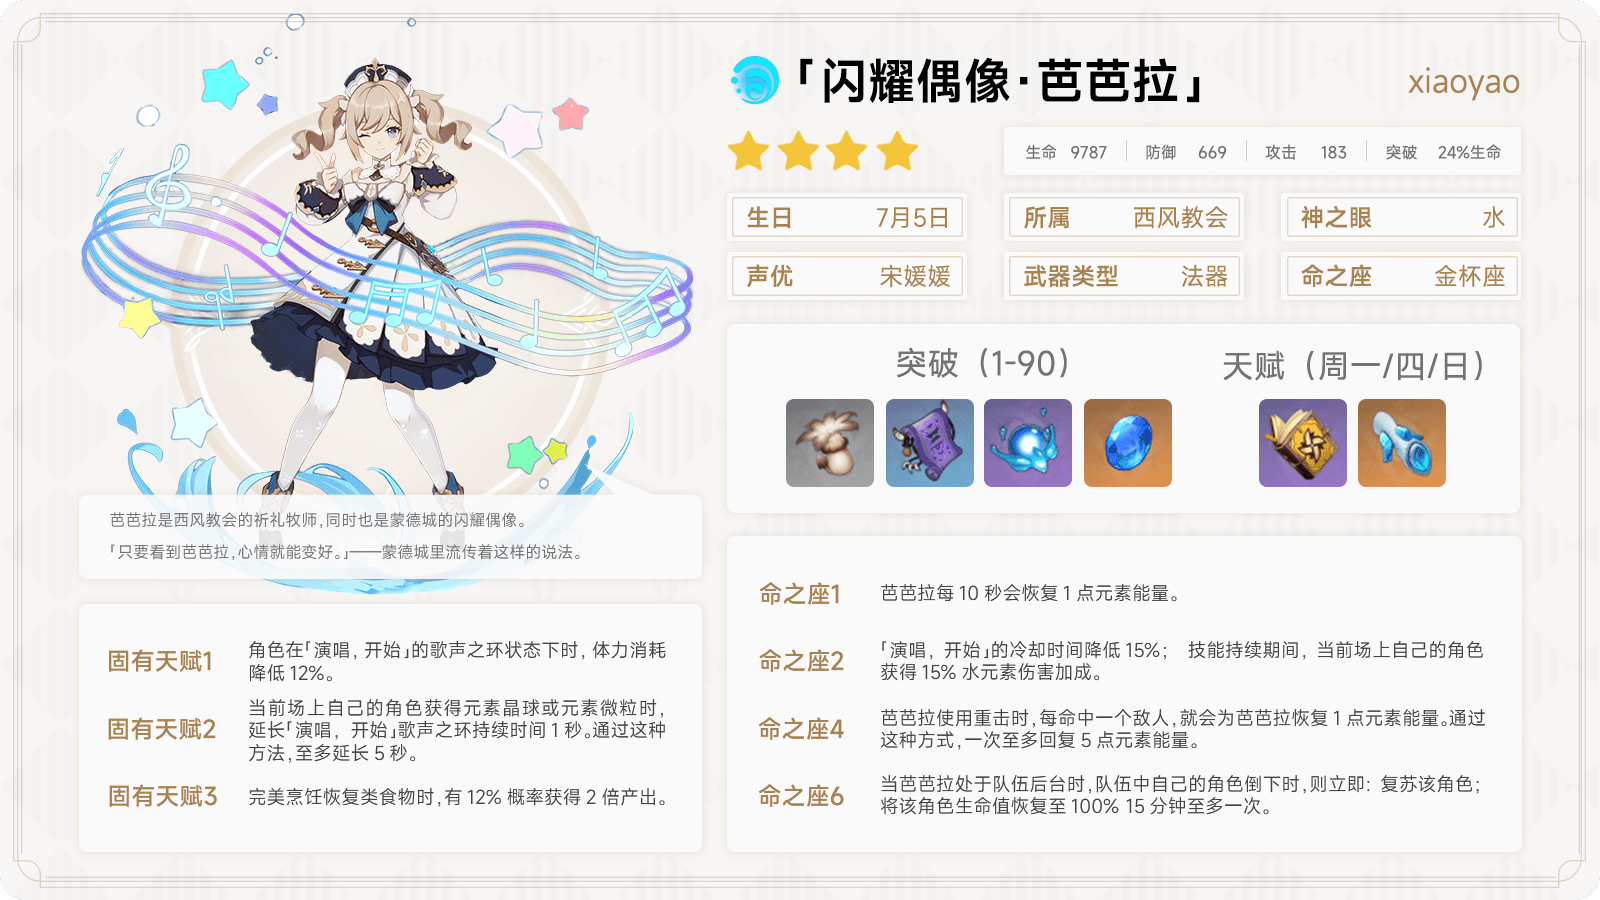 「闪耀偶像·芭芭拉」
xiaoyao
生命 9787 防御 669 攻击 183 突破 24%生命
生日 7月5日
所属 西风教会
神之眼 水
声优 宋媛媛
武器类型 法器
命之座 金杯座
突破（1-90）
天赋（周一/四/日）
芭芭拉是西风教会的祈礼牧师,同时也是蒙德城的闪耀偶像。
「只要看到芭芭拉,心情就能变好。」——蒙德城里流传着这样的说法。
固有天赋1
角色在「演唱，开始」的歌声之环状态下时，体力消耗
降低 12%。
固有天赋2
当前场上自己的角色获得元素晶球或元素微粒时,
延长「演唱，开始」歌声之环持续时间 1 秒。通过这种
方法,至多延长 5 秒。
固有天赋3
完美烹饪恢复类食物时,有 12% 概率获得 2 倍产出。
命之座1
芭芭拉每 10 秒会恢复 1 点元素能量。
命之座2
「演唱，开始」的冷却时间降低 15%； 技能持续期间，当前场上自己的角色
获得 15% 水元素伤害加成。
命之座4
芭芭拉使用重击时,每命中一个敌人,就会为芭芭拉恢复 1 点元素能量。通过
这种方式,一次至多回复 5 点元素能量。
命之座6
当芭芭拉处于队伍后台时,队伍中自己的角色倒下时,则立即：复苏该角色；
将该角色生命值恢复至 100% 15 分钟至多一次。